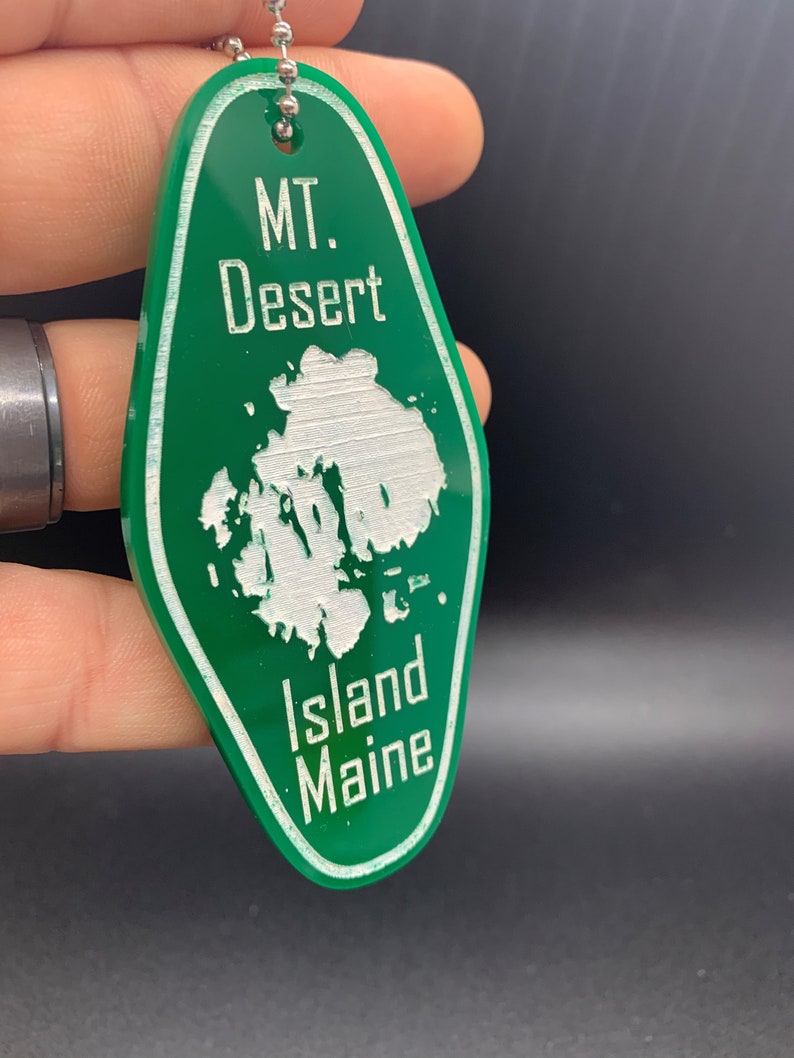 MT.
Desert
Island
Maine